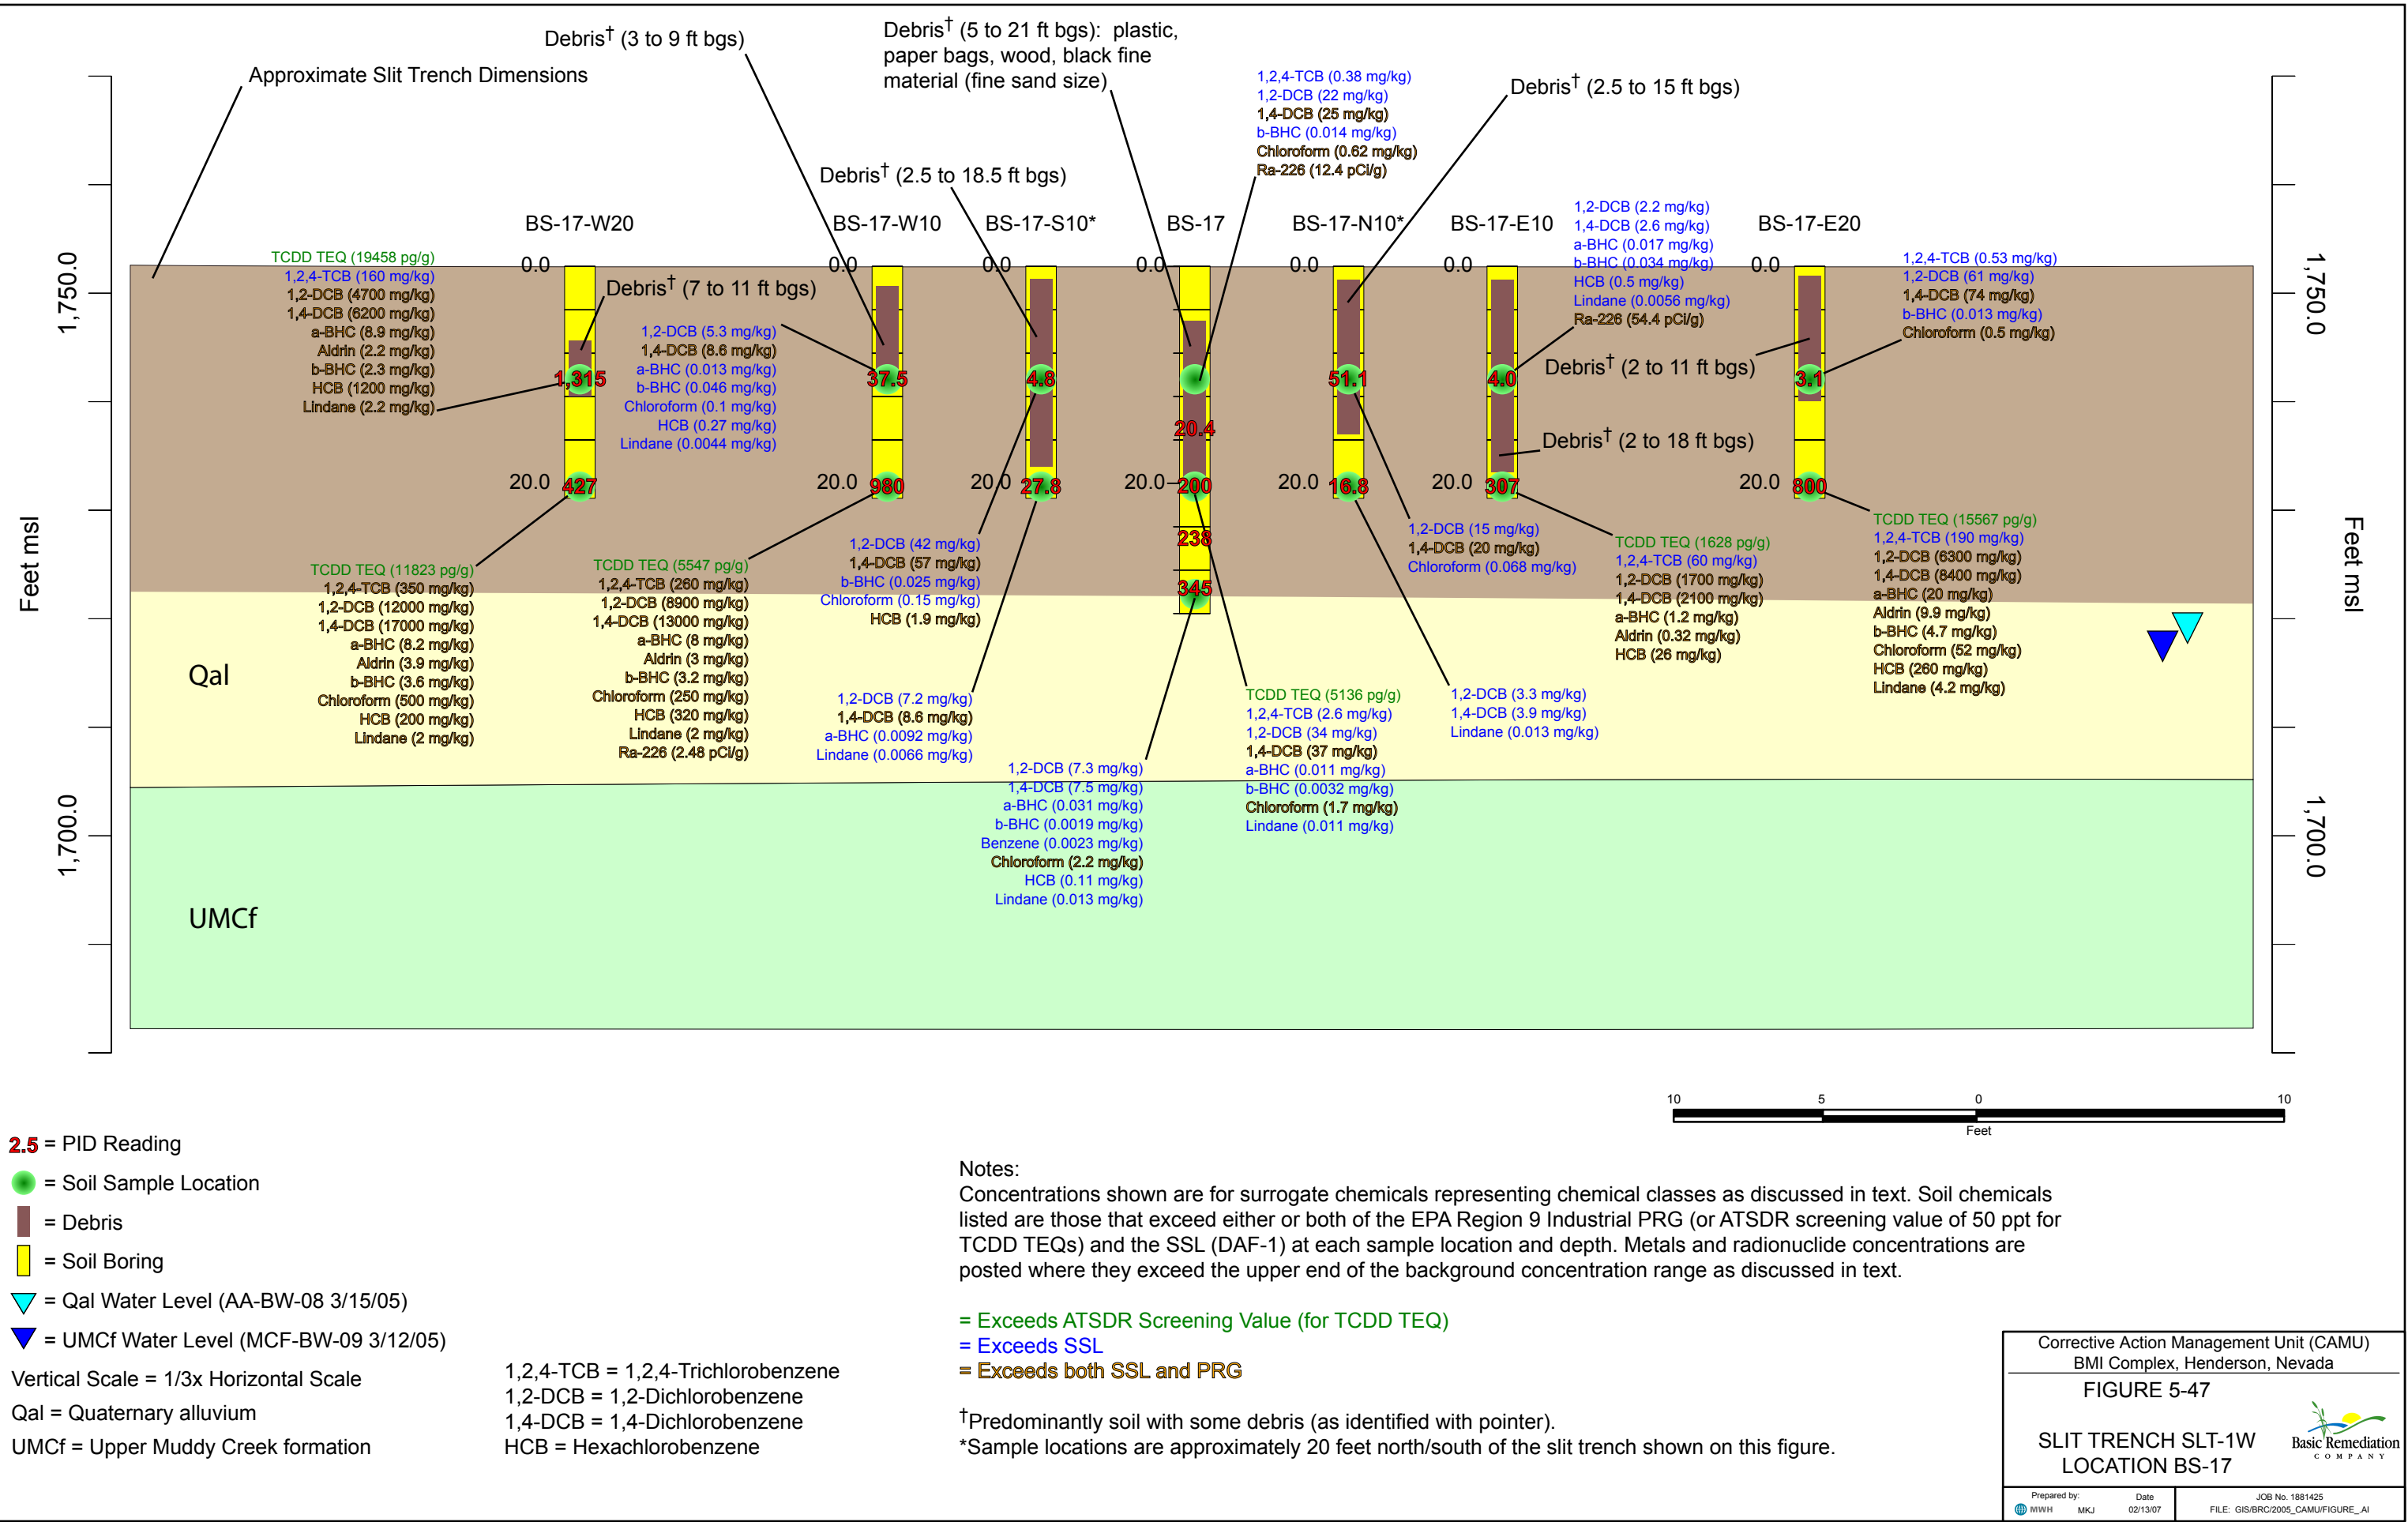 Debris† (3 to 9 ft bgs)
Debris† (5 to 21 ft bgs): plastic,
paper bags, wood, black fine
material (fine sand size)
Approximate Slit Trench Dimensions
1,2,4-TCB (0.38 mg/kg)
1,2-DCB (22 mg/kg)
1,4-DCB (25 mg/kg)
b-BHC (0.014 mg/kg)
Chloroform (0.62 mg/kg)
Ra-226 (12.4 pCi/g)
Debris† (2.5 to 15 ft bgs)
Debris† (2.5 to 18.5 ft bgs)
BS-17-W20
BS-17-W10
BS-17-S10*
BS-17
BS-17-N10*
BS-17-E10
BS-17-E20
1,2-DCB (2.2 mg/kg)
1,4-DCB (2.6 mg/kg)
a-BHC (0.017 mg/kg)
b-BHC (0.034 mg/kg)
HCB (0.5 mg/kg)
Lindane (0.0056 mg/kg)
Ra-226 (54.4 pCi/g)
1,2,4-TCB (0.53 mg/kg)
1,2-DCB (61 mg/kg)
1,4-DCB (74 mg/kg)
b-BHC (0.013 mg/kg)
Chloroform (0.5 mg/kg)
TCDD TEQ (19458 pg/g)
1,2,4-TCB (160 mg/kg)
1,2-DCB (4700 mg/kg)
1,4-DCB (6200 mg/kg)
a-BHC (8.9 mg/kg)
Aldrin (2.2 mg/kg)
b-BHC (2.3 mg/kg)
HCB (1200 mg/kg)
Lindane (2.2 mg/kg)
0.0
0.0
0.0
0.0
0.0
0.0
0.0
1,750.0
1,750.0
Debris† (7 to 11 ft bgs)
1,2-DCB (5.3 mg/kg)
1,4-DCB (8.6 mg/kg)
a-BHC (0.013 mg/kg)
b-BHC (0.046 mg/kg)
Chloroform (0.1 mg/kg)
HCB (0.27 mg/kg)
Lindane (0.0044 mg/kg)
Debris† (2 to 11 ft bgs)
1,315
37.5
4.8
51.1
4.0
3.1
20.4
Debris† (2 to 18 ft bgs)
20.0
427
20.0
980
20.0
27.8
20.0
200
20.0
16.8
20.0
307
20.0
800
238
345
Feet msl
Feet msl
TCDD TEQ (11823 pg/g)
1,2,4-TCB (350 mg/kg)
1,2-DCB (12000 mg/kg)
1,4-DCB (17000 mg/kg)
a-BHC (8.2 mg/kg)
Aldrin (3.9 mg/kg)
b-BHC (3.6 mg/kg)
Chloroform (500 mg/kg)
HCB (200 mg/kg)
Lindane (2 mg/kg)
TCDD TEQ (5547 pg/g)
1,2,4-TCB (260 mg/kg)
1,2-DCB (8900 mg/kg)
1,4-DCB (13000 mg/kg)
a-BHC (8 mg/kg)
Aldrin (3 mg/kg)
b-BHC (3.2 mg/kg)
Chloroform (250 mg/kg)
HCB (320 mg/kg)
Lindane (2 mg/kg)
Ra-226 (2.48 pCi/g)
1,2-DCB (42 mg/kg)
1,4-DCB (57 mg/kg)
b-BHC (0.025 mg/kg)
Chloroform (0.15 mg/kg)
HCB (1.9 mg/kg)
1,2-DCB (7.2 mg/kg)
1,4-DCB (8.6 mg/kg)
a-BHC (0.0092 mg/kg)
Lindane (0.0066 mg/kg)
1,2-DCB (7.3 mg/kg)
1,4-DCB (7.5 mg/kg)
a-BHC (0.031 mg/kg)
b-BHC (0.0019 mg/kg)
Benzene (0.0023 mg/kg)
Chloroform (2.2 mg/kg)
HCB (0.11 mg/kg)
Lindane (0.013 mg/kg)
TCDD TEQ (5136 pg/g)
1,2,4-TCB (2.6 mg/kg)
1,2-DCB (34 mg/kg)
1,4-DCB (37 mg/kg)
a-BHC (0.011 mg/kg)
b-BHC (0.0032 mg/kg)
Chloroform (1.7 mg/kg)
Lindane (0.011 mg/kg)
1,2-DCB (15 mg/kg)
1,4-DCB (20 mg/kg)
Chloroform (0.068 mg/kg)
1,2-DCB (3.3 mg/kg)
1,4-DCB (3.9 mg/kg)
Lindane (0.013 mg/kg)
TCDD TEQ (1628 pg/g)
1,2,4-TCB (60 mg/kg)
1,2-DCB (1700 mg/kg)
1,4-DCB (2100 mg/kg)
a-BHC (1.2 mg/kg)
Aldrin (0.32 mg/kg)
HCB (26 mg/kg)
TCDD TEQ (15567 pg/g)
1,2,4-TCB (190 mg/kg)
1,2-DCB (6300 mg/kg)
1,4-DCB (8400 mg/kg)
a-BHC (20 mg/kg)
Aldrin (9.9 mg/kg)
b-BHC (4.7 mg/kg)
Chloroform (52 mg/kg)
HCB (260 mg/kg)
Lindane (4.2 mg/kg)
Qal
1,700.0
1,700.0
UMCf
10 5 0 10
Feet
2.5 = PID Reading
= Soil Sample Location
= Debris
= Soil Boring
= Qal Water Level (AA-BW-08 3/15/05)
= UMCf Water Level (MCF-BW-09 3/12/05)
Vertical Scale = 1/3x Horizontal Scale
Qal = Quaternary alluvium
UMCf = Upper Muddy Creek formation
1,2,4-TCB = 1,2,4-Trichlorobenzene
1,2-DCB = 1,2-Dichlorobenzene
1,4-DCB = 1,4-Dichlorobenzene
HCB = Hexachlorobenzene
Notes:
Concentrations shown are for surrogate chemicals representing chemical classes as discussed in text. Soil chemicals
listed are those that exceed either or both of the EPA Region 9 Industrial PRG (or ATSDR screening value of 50 ppt for
TCDD TEQs) and the SSL (DAF-1) at each sample location and depth. Metals and radionuclide concentrations are
posted where they exceed the upper end of the background concentration range as discussed in text.
= Exceeds ATSDR Screening Value (for TCDD TEQ)
= Exceeds SSL
= Exceeds both SSL and PRG
†Predominantly soil with some debris (as identified with pointer).
*Sample locations are approximately 20 feet north/south of the slit trench shown on this figure.
Corrective Action Management Unit (CAMU)
BMI Complex, Henderson, Nevada
FIGURE 5-47
SLIT TRENCH SLT-1W
LOCATION BS-17
Basic Remediation
COMPANY
Prepared by:
MWH MKJ
Date
02/13/07
JOB No. 1881425
FILE: GIS/BRC/2005_CAMU/FIGURE_.AI